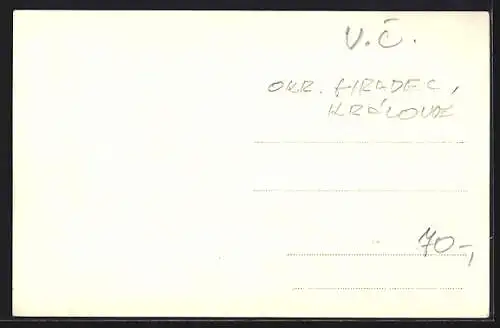 V.Č.
OKR. HRADEC,
KRÁLOVÉ
70-,